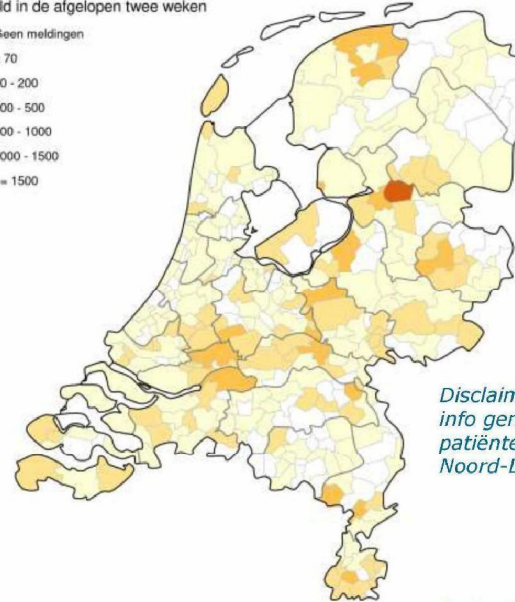 ld in de afgelopen twee weken
Geen meldingen
70
0 - 200
00 - 500
00 - 1000
000 - 1500
= 1500
Disclaim
info ger
patiënte
Noord-B